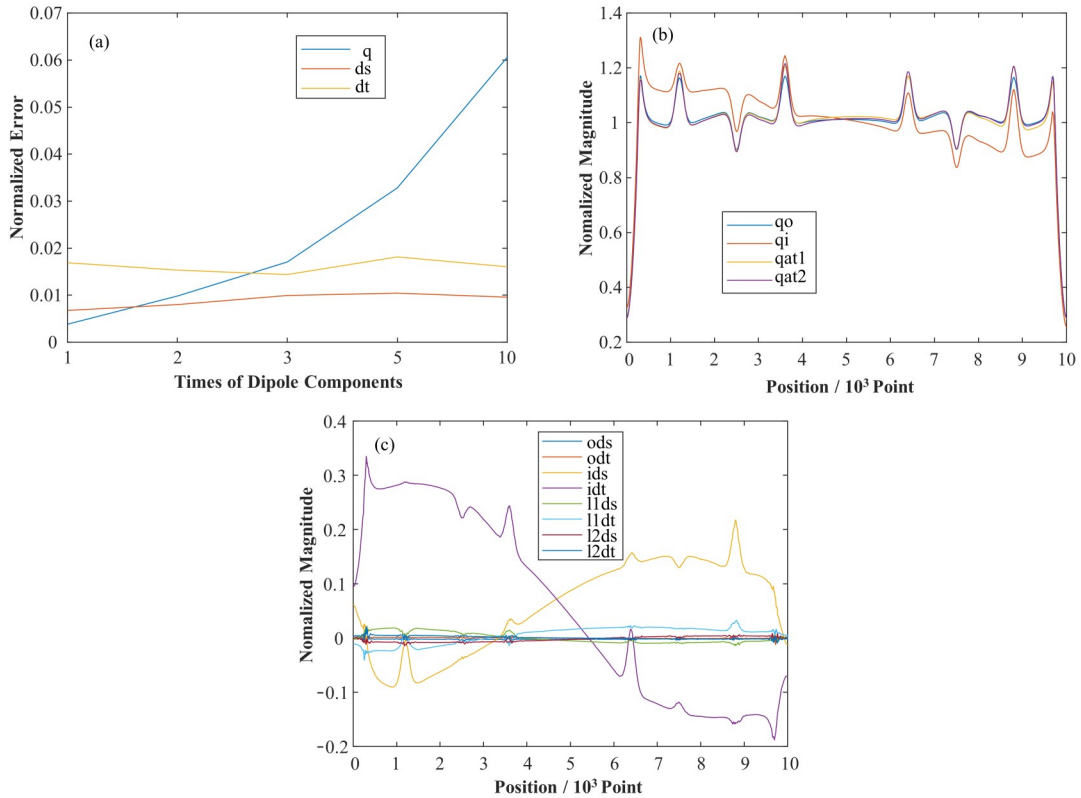 0.07
0.06
0.05
0.04
0.03
0.02
0.01
0
Normalized Error
(a)
q
ds
dt
1 2 3 5 10
Times of Dipole Components
1.4
1.2
1.0
0.8
0.6
0.4
0.2
Nomalized Magnitude
(b)
qo
qi
qat1
qat2
0 1 2 3 4 5 6 7 8 9 10
Position / 10³ Point
0.4
0.3
0.2
0.1
0
−0.1
−0.2
Nomalized Magnitude
(c)
ods
odt
ids
idt
l1ds
l1dt
l2ds
l2dt
0 1 2 3 4 5 6 7 8 9 10
Position / 10³ Point